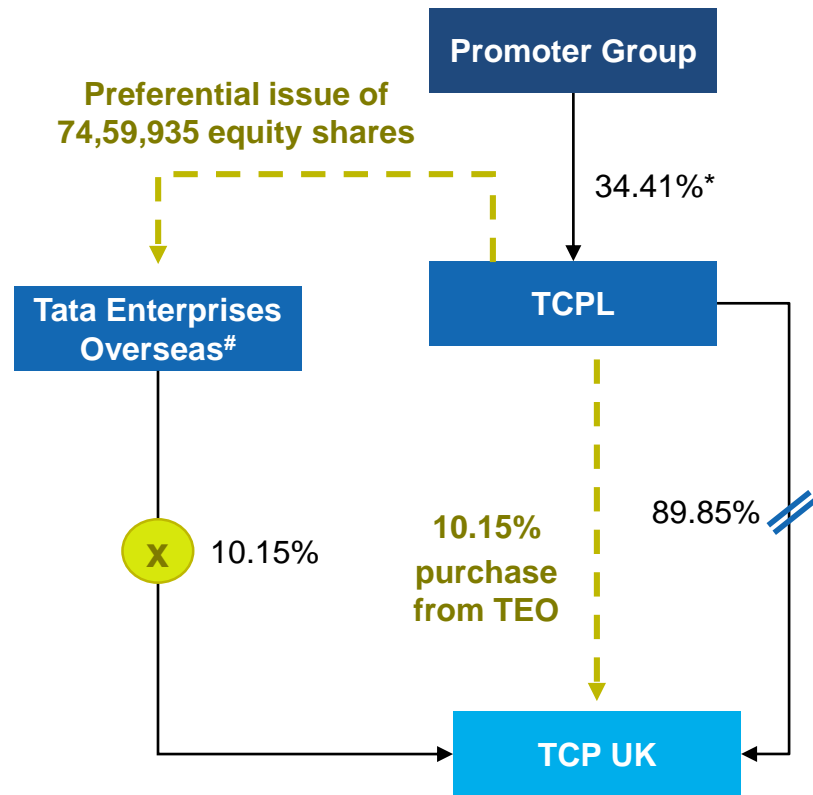 Promoter Group
Preferential issue of
74,59,935 equity shares
34.41%*
Tata Enterprises
Overseas#
TCPL
x
10.15%
10.15%
purchase
from TEO
89.85%
TCP UK